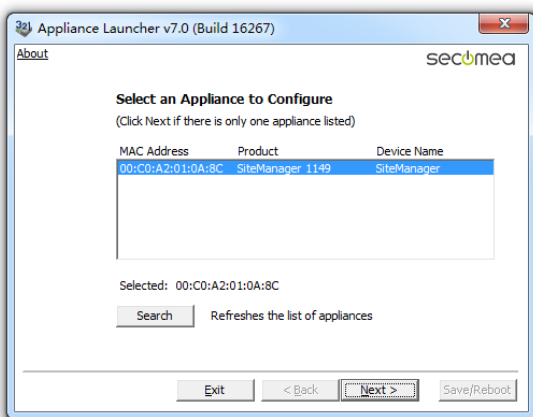 Appliance Launcher v7.0 (Build 16267)
About
secomea
Select an Appliance to Configure
(Click Next if there is only one appliance listed)
MAC Address Product Device Name
00:C0:A2:01:0A:8C SiteManager 1149 SiteManager
Selected: 00:C0:A2:01:0A:8C
Search Refreshes the list of appliances
Exit < Back Next > Save/Reboot